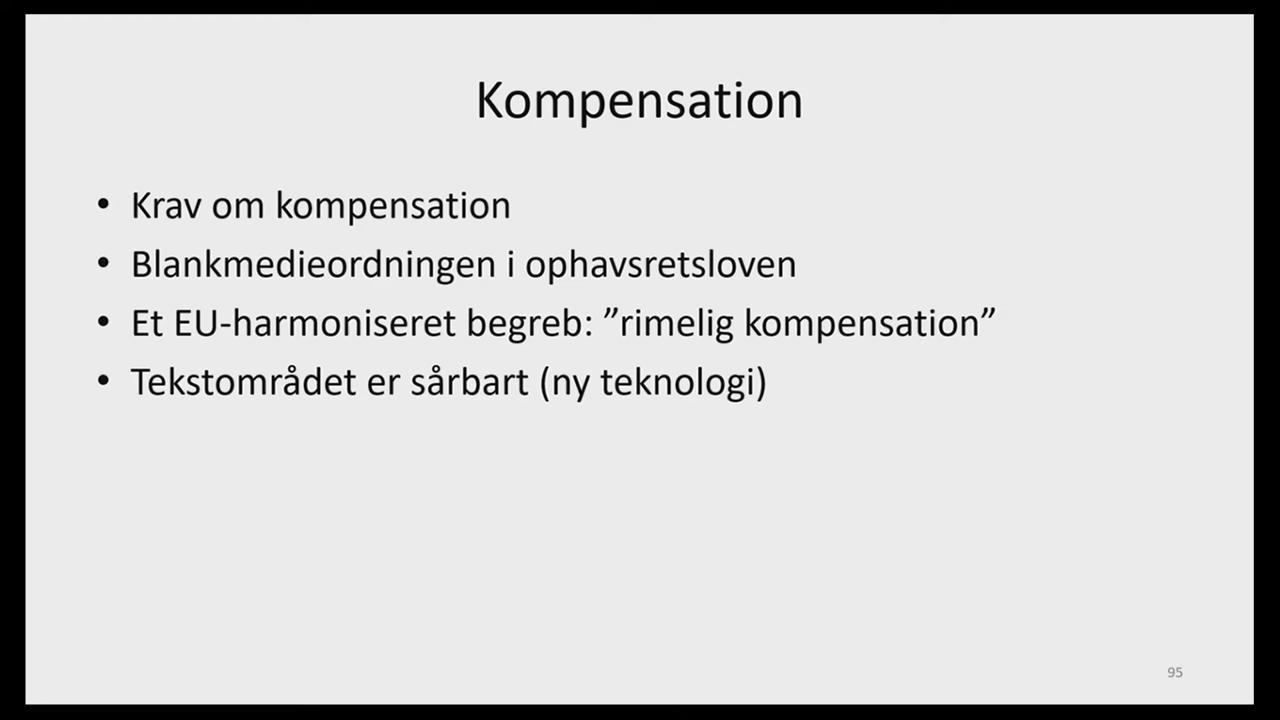 Kompensation
• Krav om kompensation
• Blankmedieordningen i ophavsretsloven
• Et EU-harmoniseret begreb: ”rimelig kompensation”
• Tekstområdet er sårbart (ny teknologi)
95